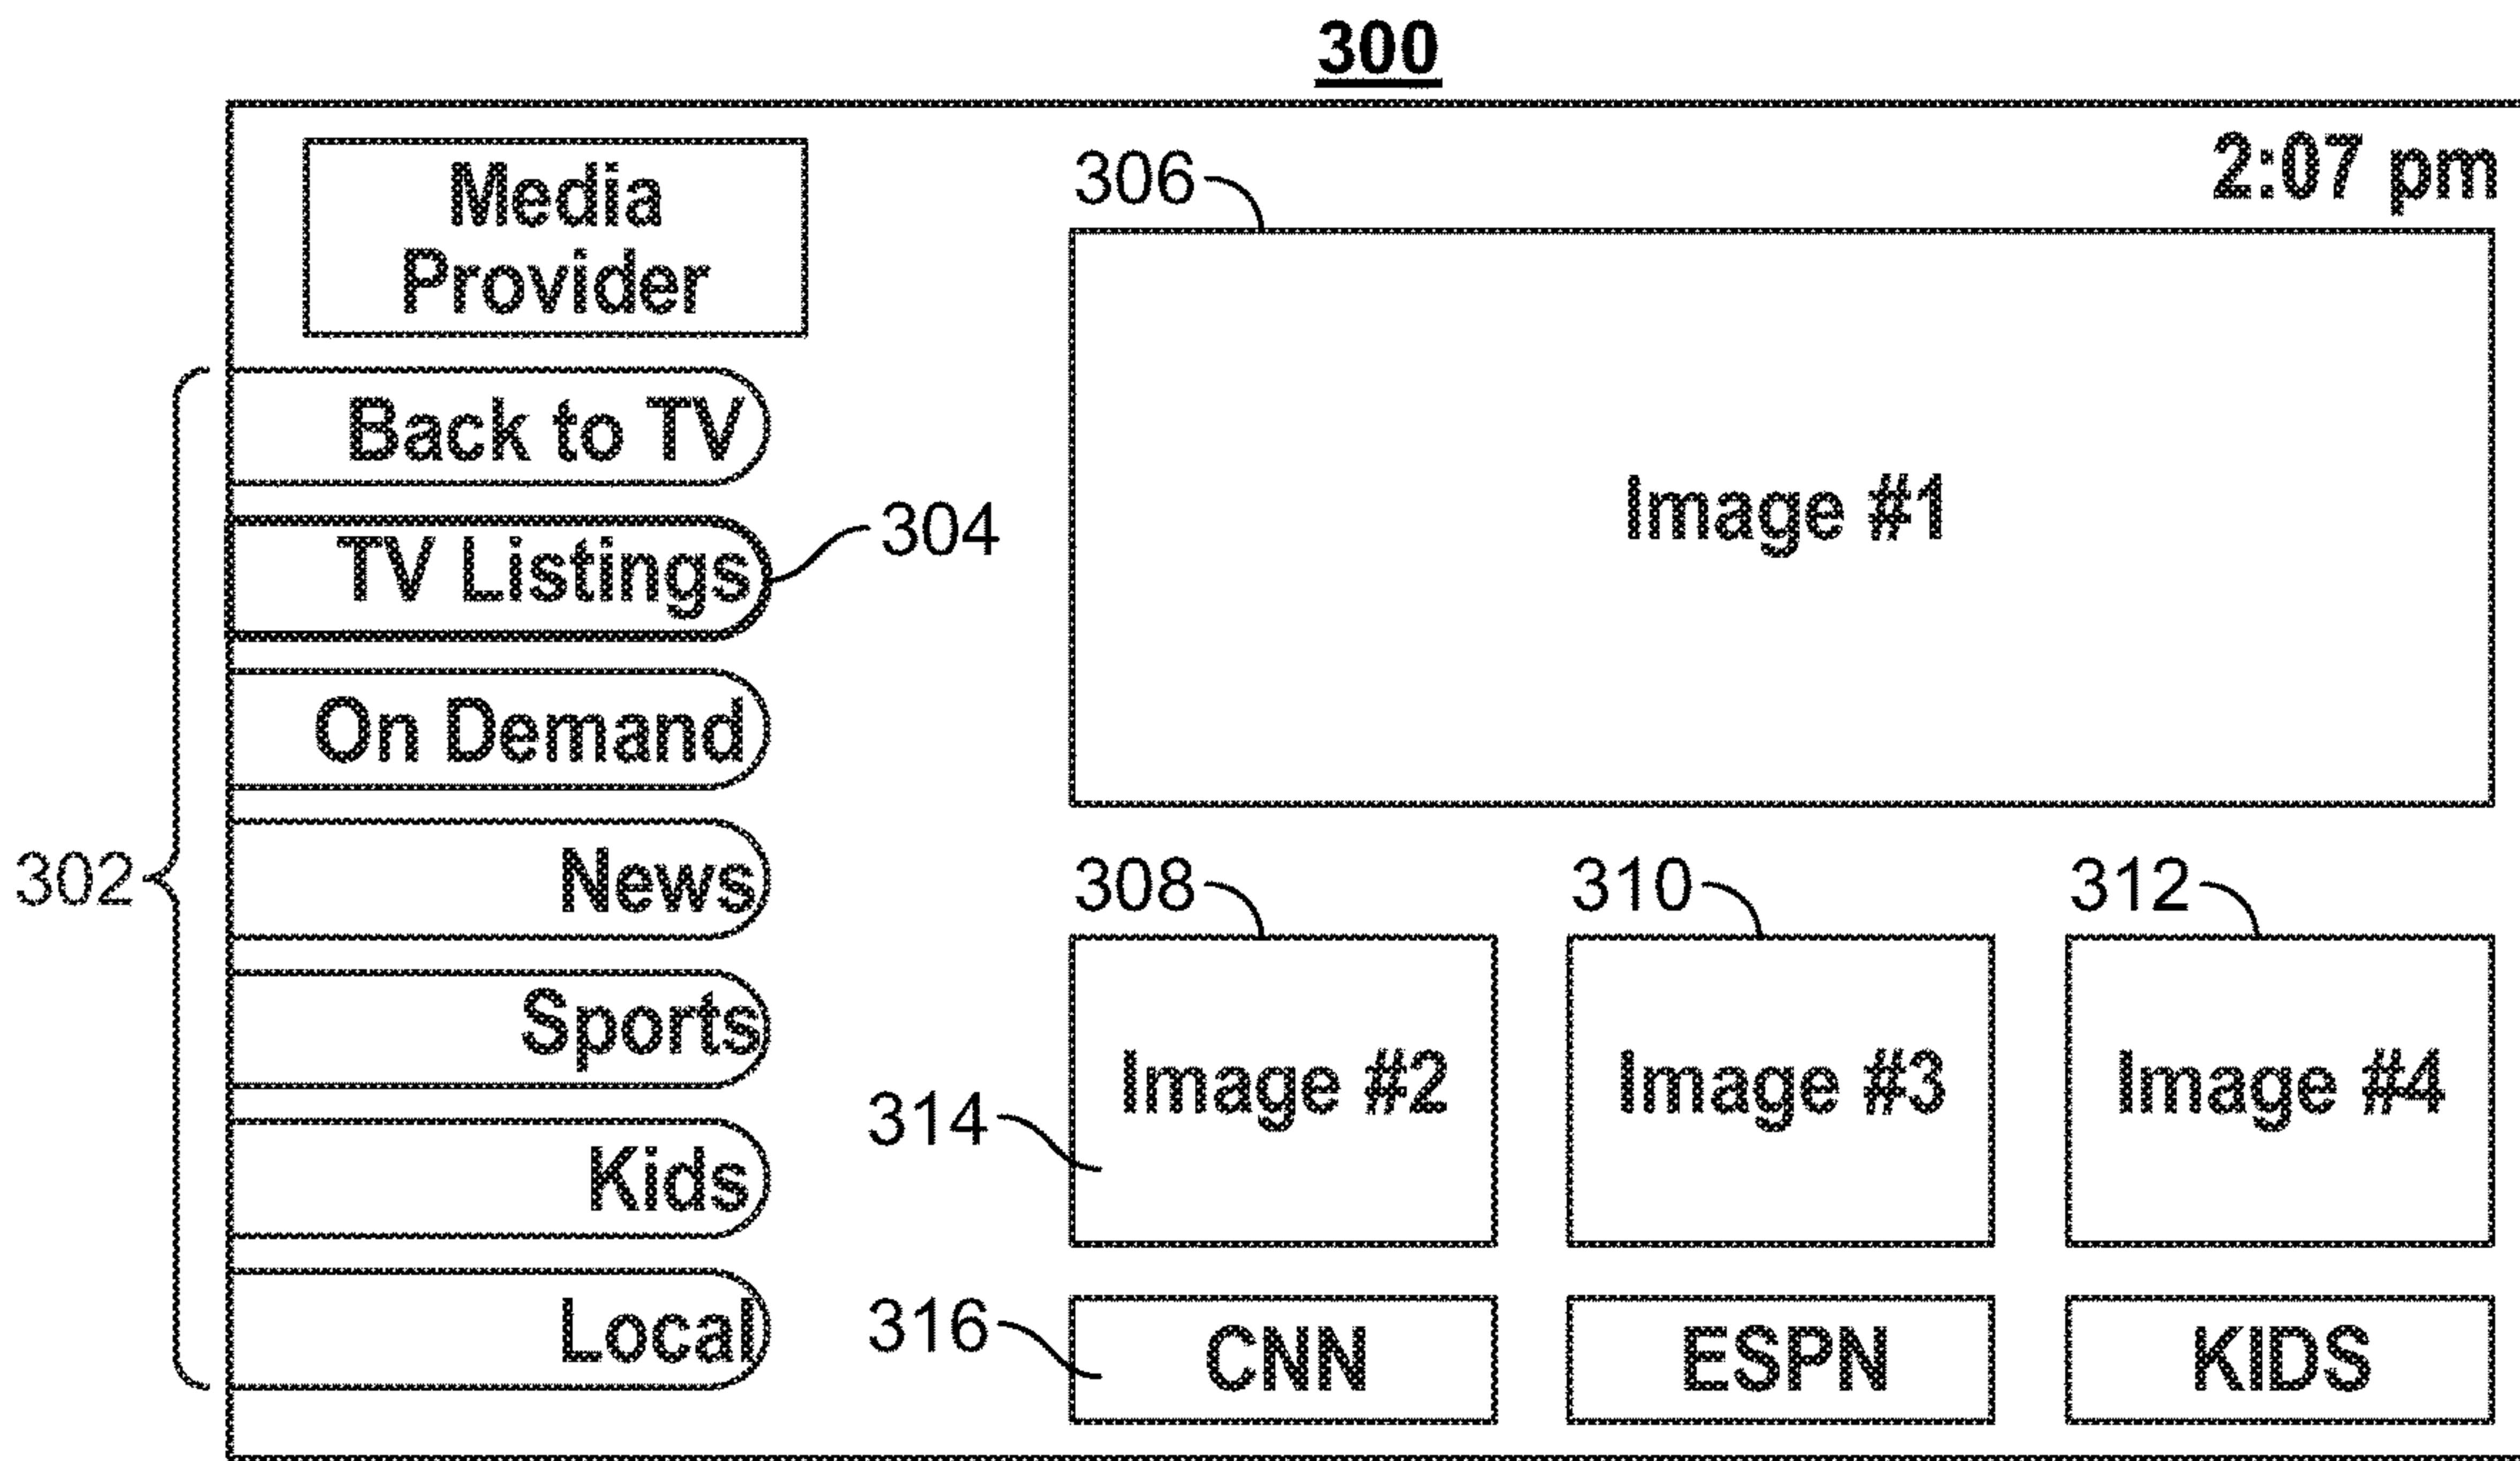 300
2:07 pm
Media
Provider
306
Back to TV
Image #1
TV Listings
304
On Demand
302
News
308
310
312
Sports
Image #2
Image #3
Image #4
314
Kids
316
Local
CNN
ESPN
KIDS